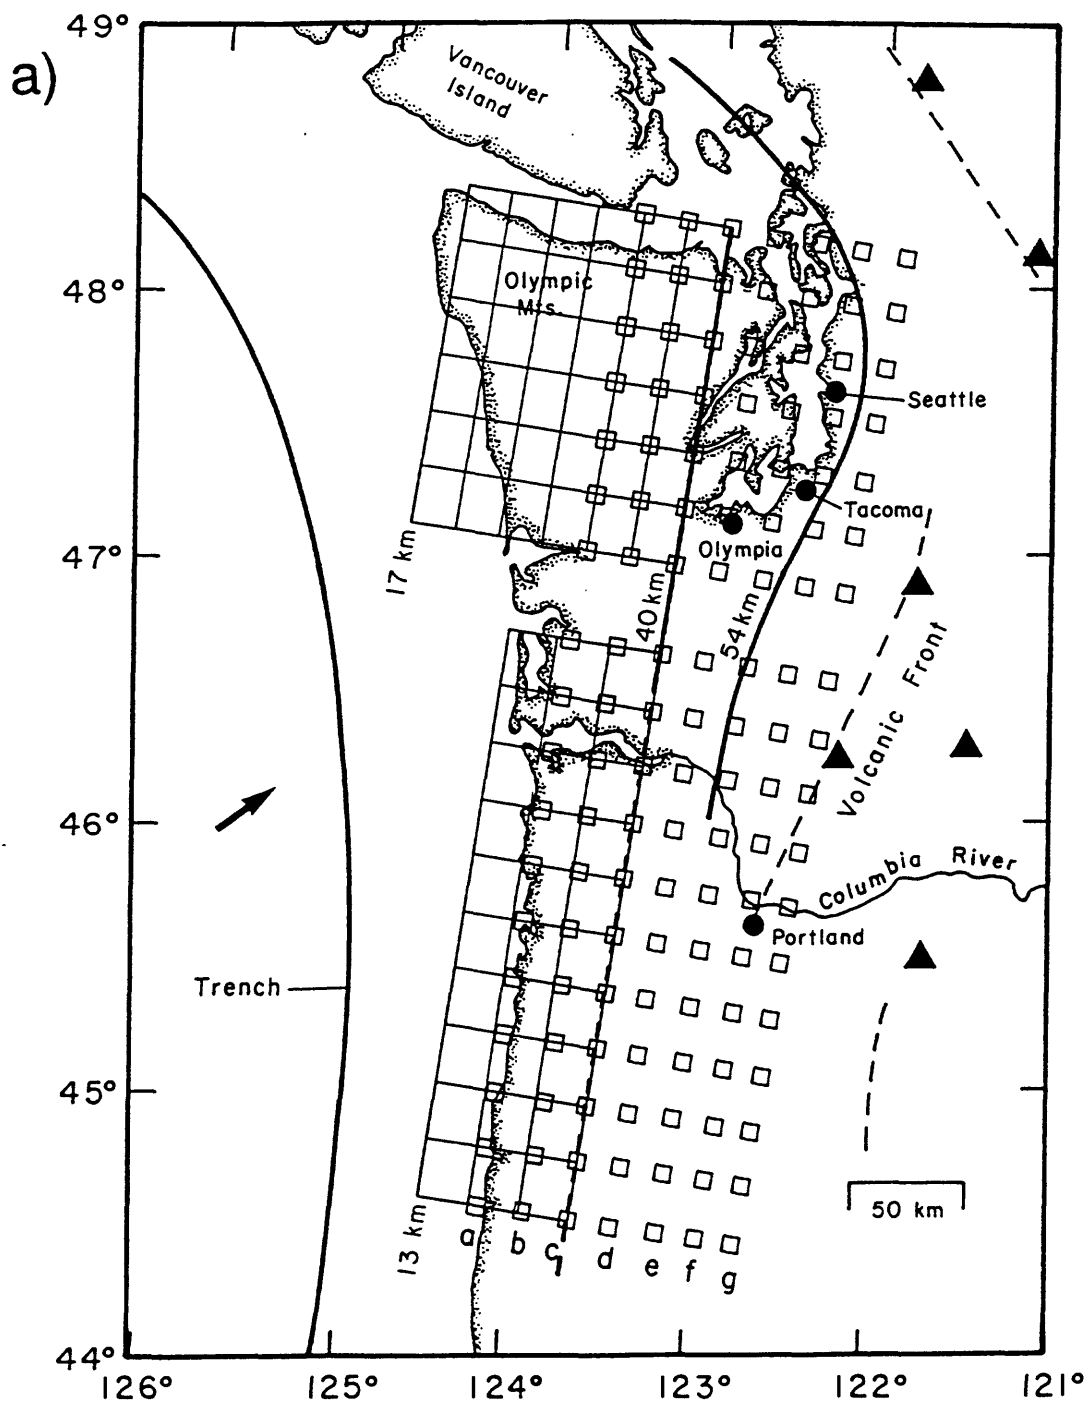 a)
49°
48°
47°
46°
45°
44°
126°
125°
124°
123°
122°
121°
Vancouver
Island
Olympic
Mts.
Seattle
Tacoma
Olympia
17 km
40 km
54 km
Volcanic Front
Columbia River
Portland
Trench
50 km
13 km
a b c d e f g